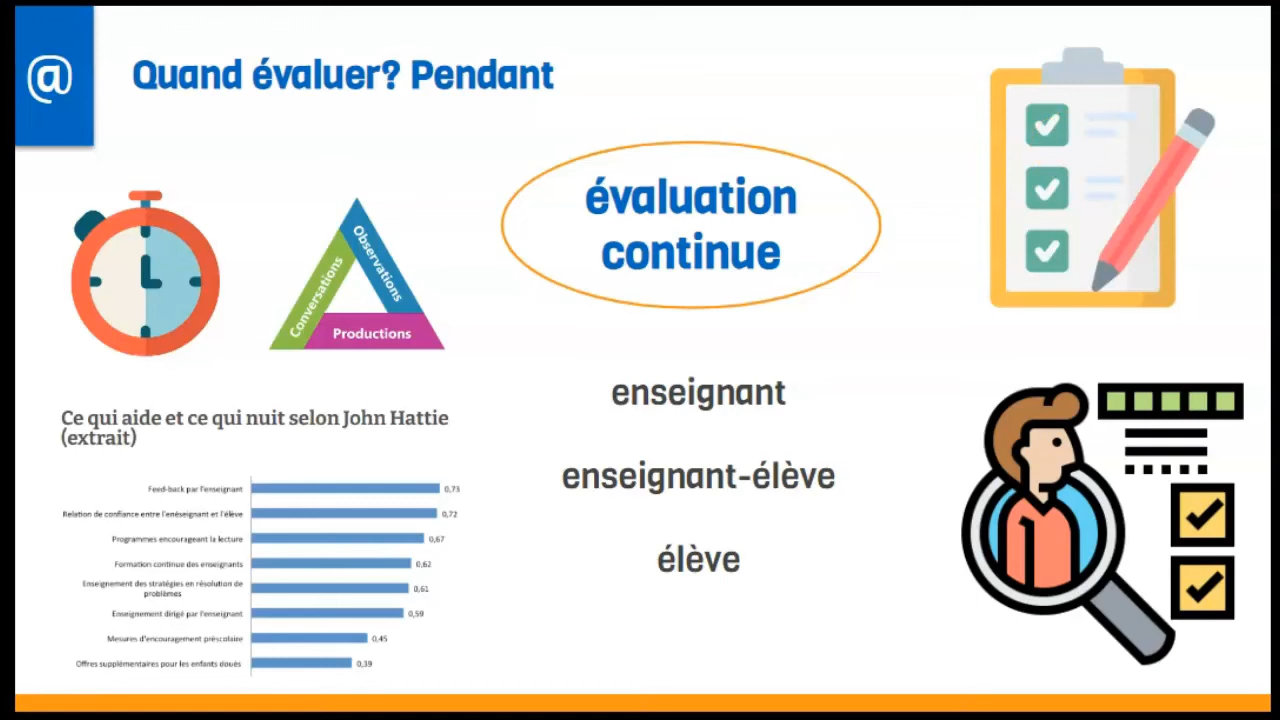 @
Quand évaluer? Pendant
évaluation
continue
Conversations
Observations
Productions
enseignant
enseignant-élève
élève
Ce qui aide et ce qui nuit selon John Hattie
(extrait)
Feed-back par l'enseignant 0,73
Relation de confiance entre l'enéseignant et l'élève 0,72
Programmes encourageant la lecture 0,67
Formation continue des enseignants 0,62
Enseignement des stratégies en résolution de
problèmes 0,61
Enseignement dirigé par l'enseignant 0,59
Mesures d'encouragement préscolaire 0,45
Offres supplémentaires pour les enfants doués 0,39